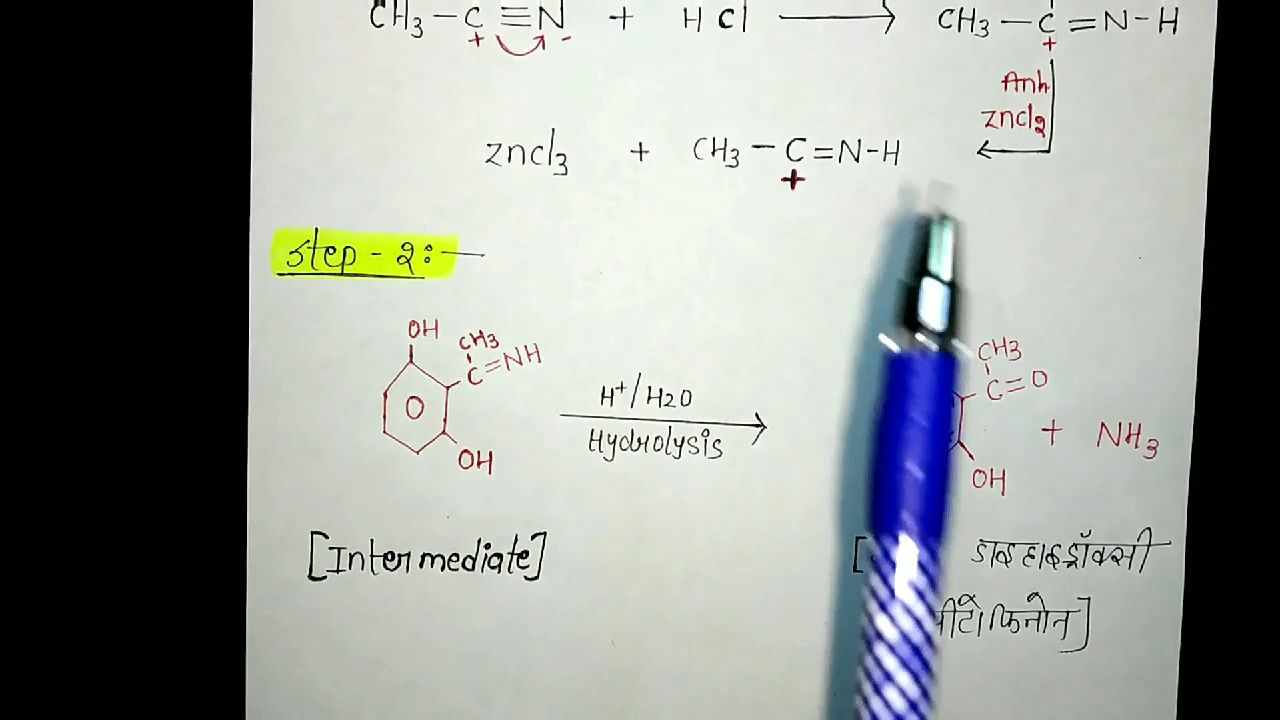 CH3 — C ≡ N + HCl ⟶ CH3 — C = N - H
+ - +
Anh
zncl2
zncl3 + CH3 — C = N - H
+
Step - 2:—
OH CH3 C = NH OH
H+/H2O
Hydrolysis
CH3 C = O OH + NH3
[Intermediate]
[ डाइहाइड्रॉक्सी
फिनोन]